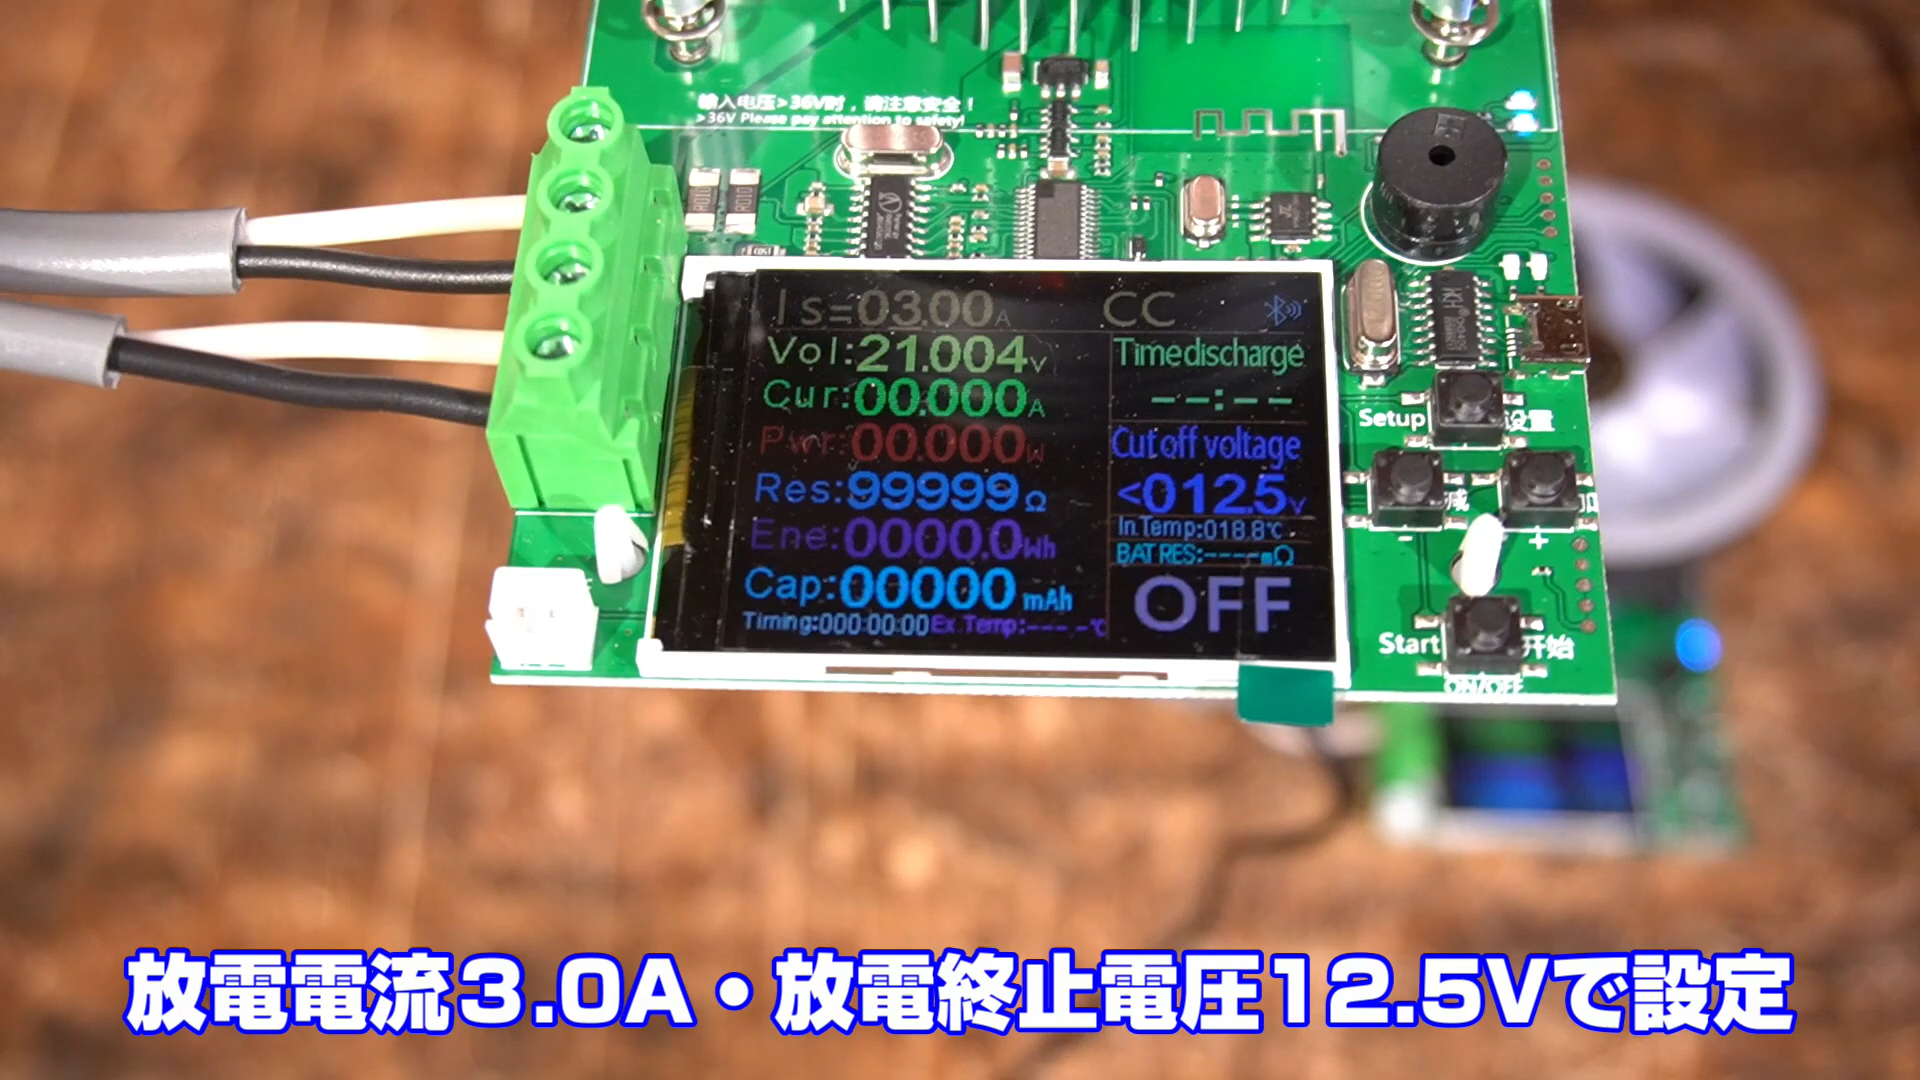 输入电压>36V时，请注意安全！
>36V Please pay attention to safety!
R010
R010
Is=03.00A CC
Vol:21.004V
Cur:00.000A
Pwr:00.000W
Res:99999Ω
Ene:0000.0Wh
Cap:00000mAh
Timing:000:00:00 Ex Temp:--- -℃
Timedischarge
--:--
Cutoff voltage
<012.5V
In.Temp:018.8℃
BAT RES:----mΩ
OFF
Setup 设置
减 加
- +
Start 开始
ON/OFF
放電電流3.0A・放電終止電圧12.5Vで設定